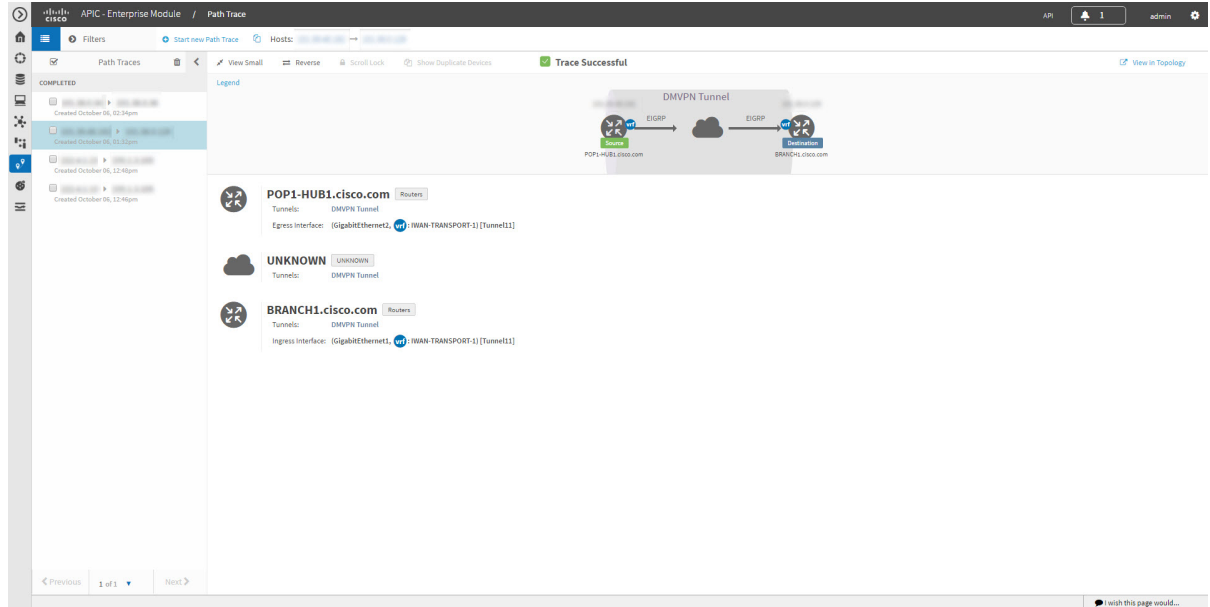 CISCO
APIC - Enterprise Module / Path Trace
API
1
admin
Filters
Start new Path Trace
Hosts:
Path Traces
View Small
Reverse
Scroll Lock
Show Duplicate Devices
Trace Successful
View in Topology
COMPLETED
Created October 06, 02:34pm
Created October 06, 01:12pm
Created October 06, 12:48pm
Created October 06, 12:46pm
Legend
DMVPN Tunnel
EIGRP
EIGRP
vrf
vrf
Source
Destination
POP1-HUB1.cisco.com
BRANCH1.cisco.com
POP1-HUB1.cisco.com Routers
Tunnels: DMVPN Tunnel
Egress Interface: (GigabitEthernet2, vrf : IWAN-TRANSPORT-1) [Tunnel11]
UNKNOWN UNKNOWN
Tunnels: DMVPN Tunnel
BRANCH1.cisco.com Routers
Tunnels: DMVPN Tunnel
Ingress Interface: (GigabitEthernet1, vrf : IWAN-TRANSPORT-1) [Tunnel11]
Previous
1 of 1
Next
I wish this page would...